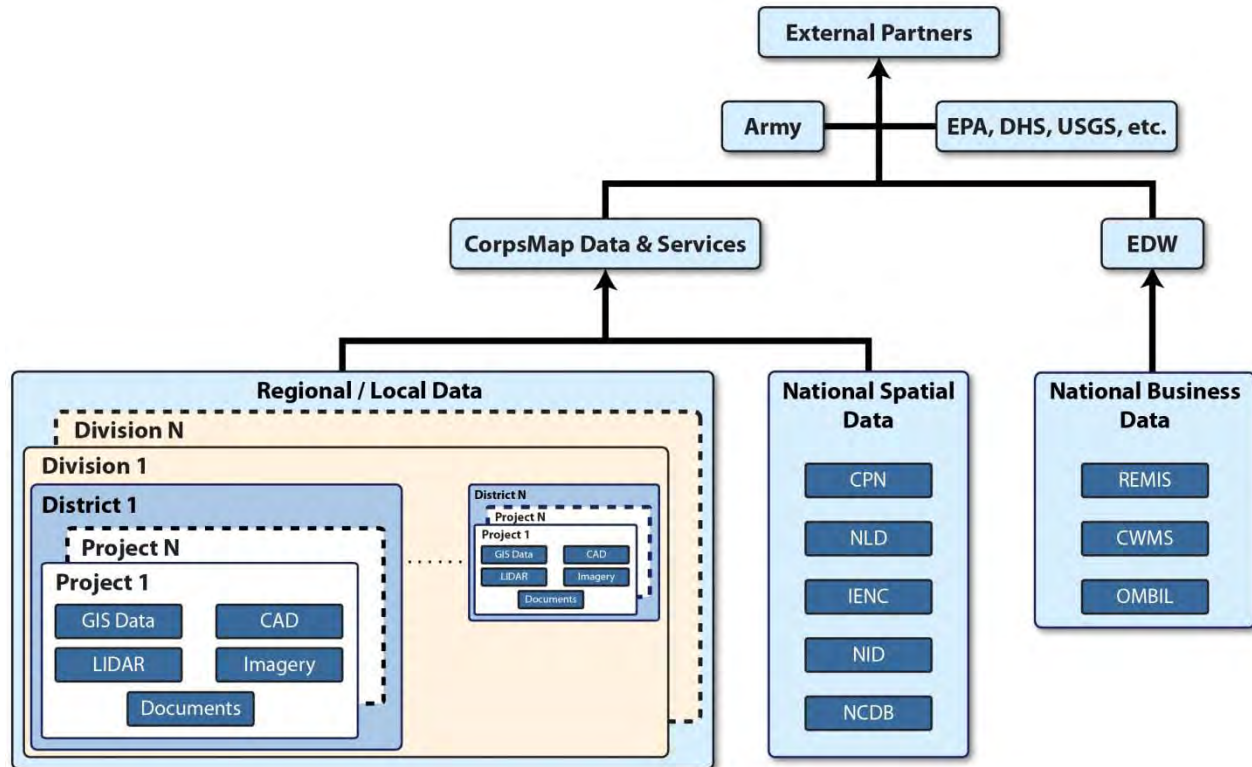 External Partners
Army
EPA, DHS, USGS, etc.
CorpsMap Data & Services
EDW
Regional / Local Data
Division N
Division 1
District 1
Project N
Project 1
GIS Data
CAD
LIDAR
Imagery
Documents
District N
Project N
Project 1
GIS Data
CAD
LIDAR
Imagery
Documents
National Spatial
Data
CPN
NLD
IENC
NID
NCDB
National Business
Data
REMIS
CWMS
OMBIL